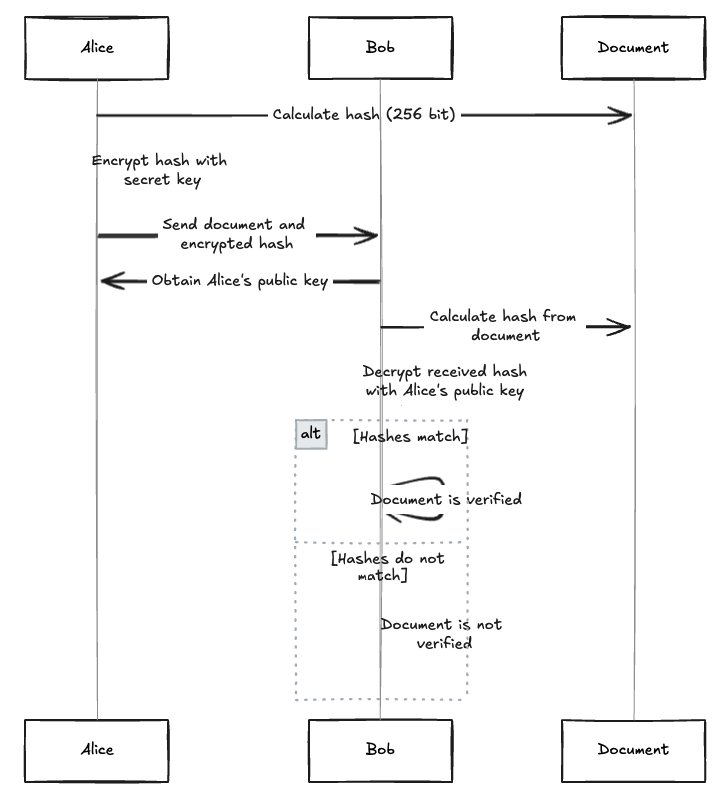 Alice
Bob
Document
Calculate hash (256 bit)
Encrypt hash with
secret key
Send document and
encrypted hash
Obtain Alice's public key
Calculate hash from
document
Decrypt received hash
with Alice's public key
alt
[Hashes match]
Document is verified
[Hashes do not
match]
Document is not
verified
Alice
Bob
Document